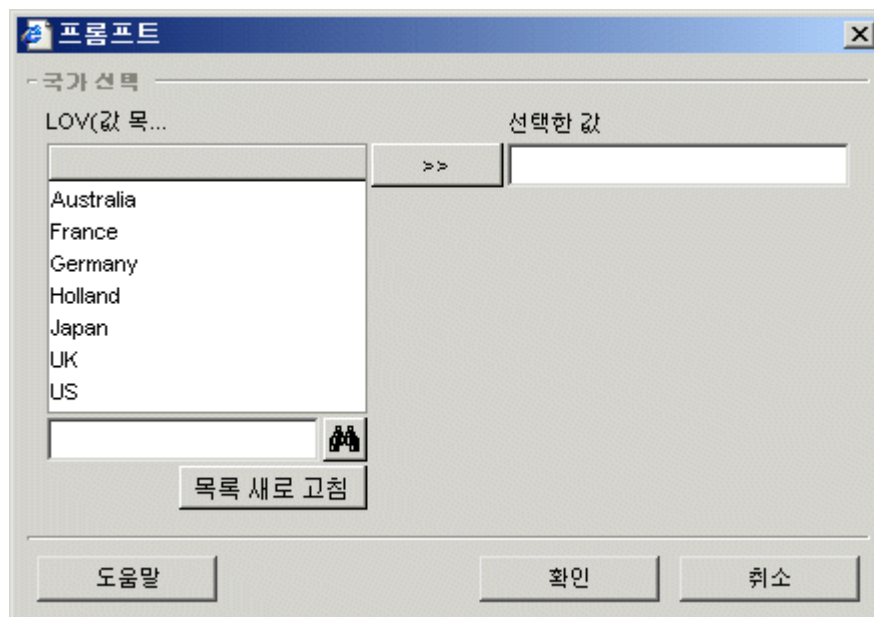 프롬프트
국가 선택
LOV(값 목...
선택한 값
>>
Australia
France
Germany
Holland
Japan
UK
US
목록 새로 고침
도움말
확인
취소